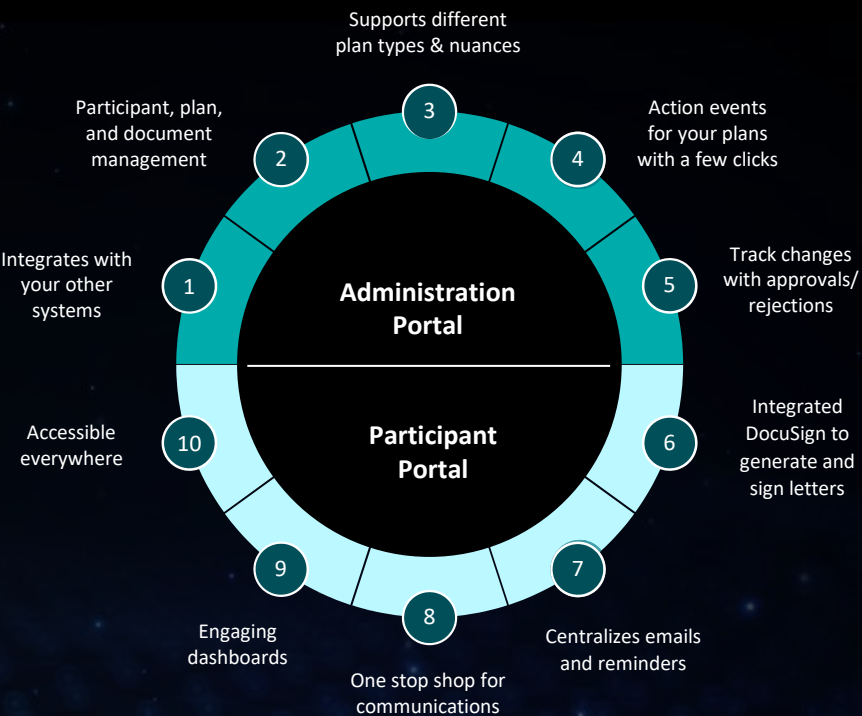 Supports different
plan types & nuances
3
Participant, plan,
and document
management
2
Action events
for your plans
with a few clicks
4
Integrates with
your other
systems
1
Track changes
with approvals/
rejections
5
Administration
Portal
Participant
Portal
Accessible
everywhere
10
Integrated
DocuSign to
generate and
sign letters
6
9
Engaging
dashboards
7
Centralizes emails
and reminders
8
One stop shop for
communications